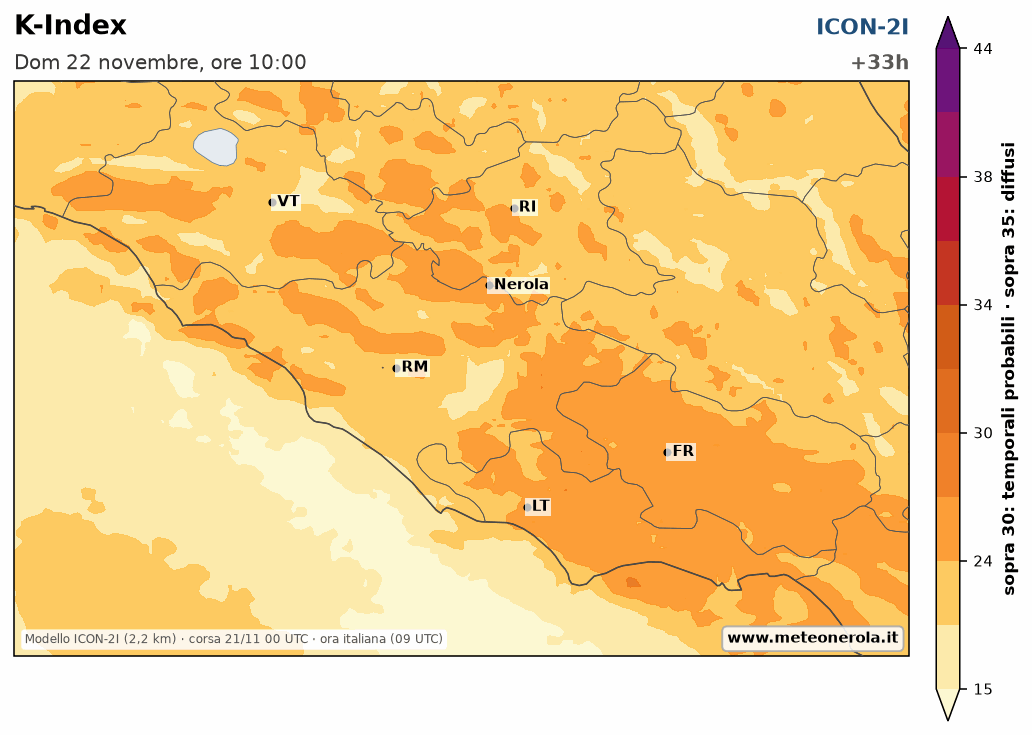 K-Index
ICON-2I
Dom 22 novembre, ore 10:00
+33h
44
38
34
30
24
15
sopra 30: temporali probabili · sopra 35: diffusi
VT
RI
Nerola
RM
FR
LT
Modello ICON-2I (2,2 km) · corsa 21/11 00 UTC · ora italiana (09 UTC)
www.meteonerola.it